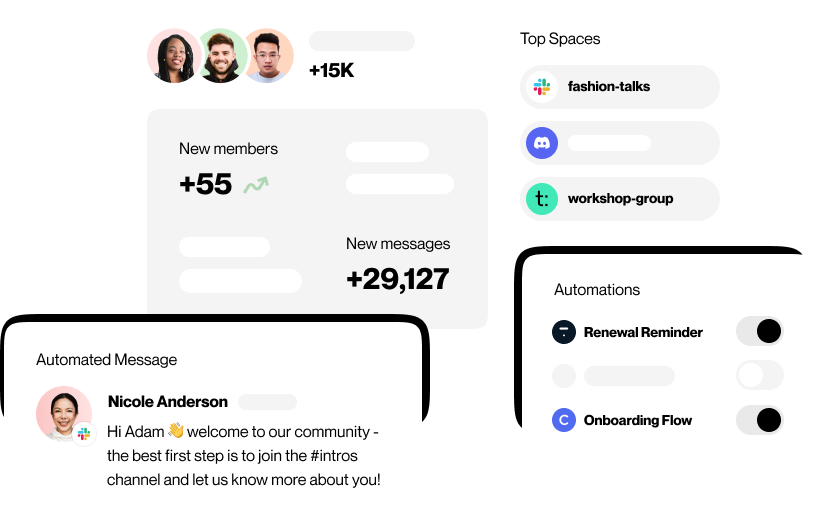 +15K
New members
+55
New messages
+29,127
Top Spaces
fashion-talks
t:
workshop-group
Automated Message
Nicole Anderson
Hi Adam 👋 welcome to our community -
the best first step is to join the #intros
channel and let us know more about you!
Automations
Renewal Reminder
C
Onboarding Flow